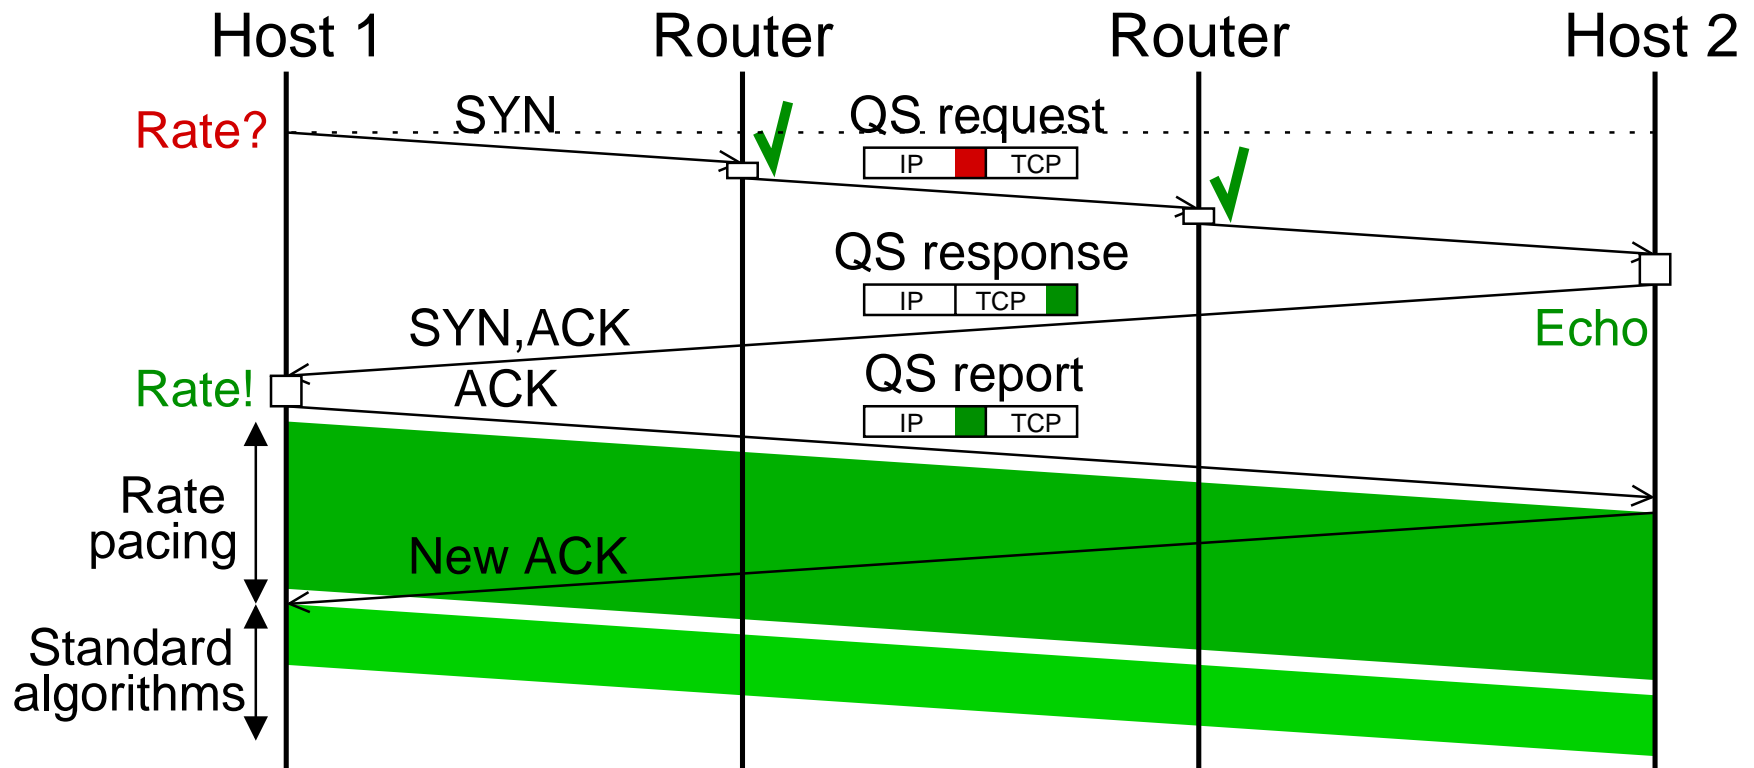 Host 1
Router
Router
Host 2
Rate?
SYN
QS request
IP
TCP
QS response
IP
TCP
SYN,ACK
Echo
Rate!
ACK
QS report
IP
TCP
Rate
pacing
New ACK
Standard
algorithms